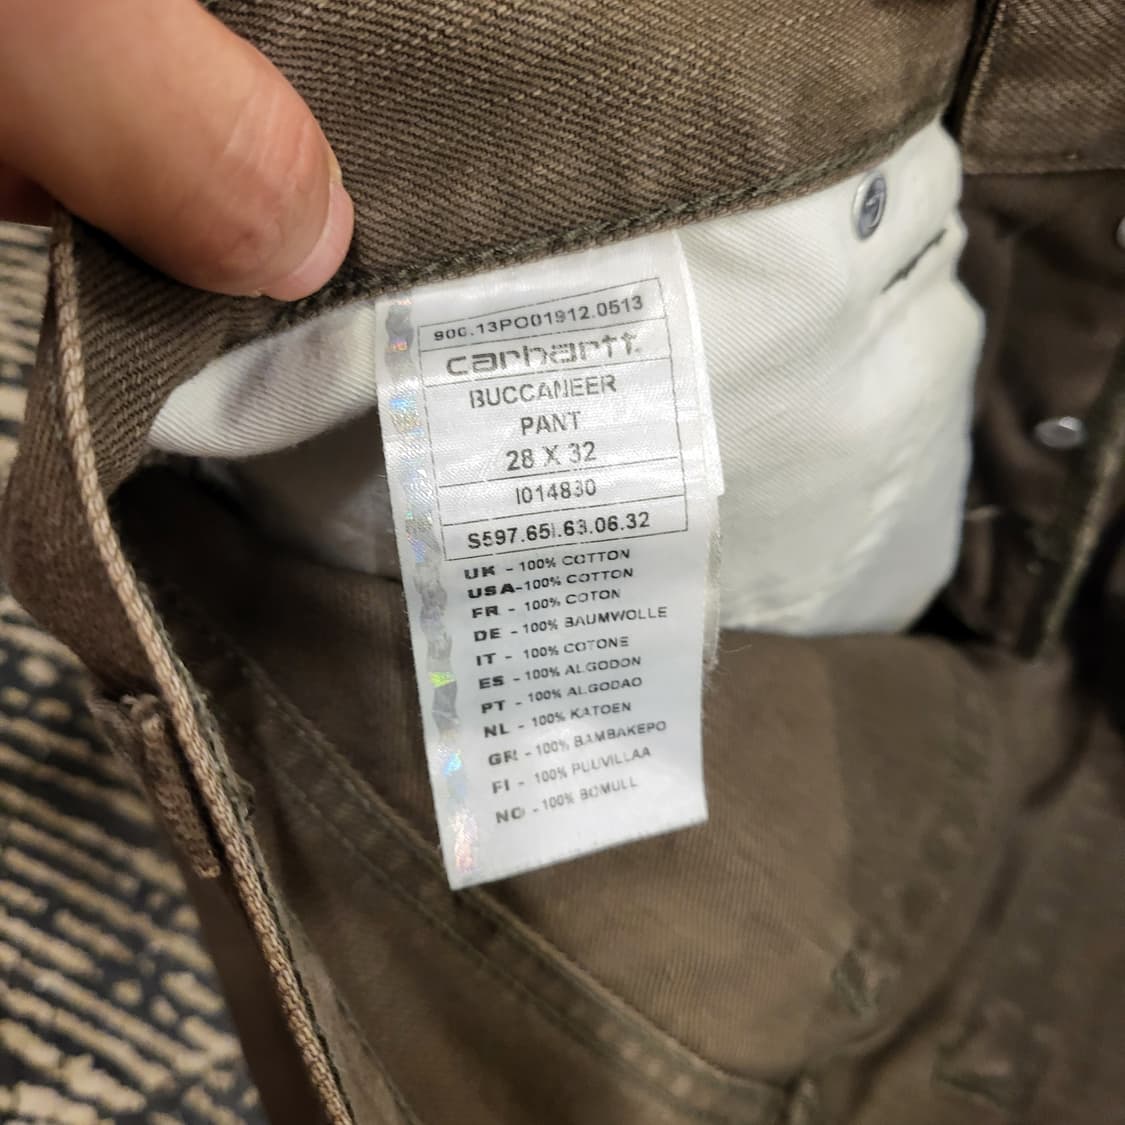 900.13PO01912.0513
carhartt.
BUCCANEER
PANT
28 X 32
I014830
S597.651.63.06.32
UK - 100% COTTON
USA-100% COTTON
FR - 100% COTON
DE - 100% BAUMWOLLE
IT - 100% COTONE
ES - 100% ALGODON
PT - 100% ALGODAO
NL - 100% KATOEN
GR - 100% BAMBAKEPO
FI - 100% PUUVILLAA
NO - 100% BOMULL